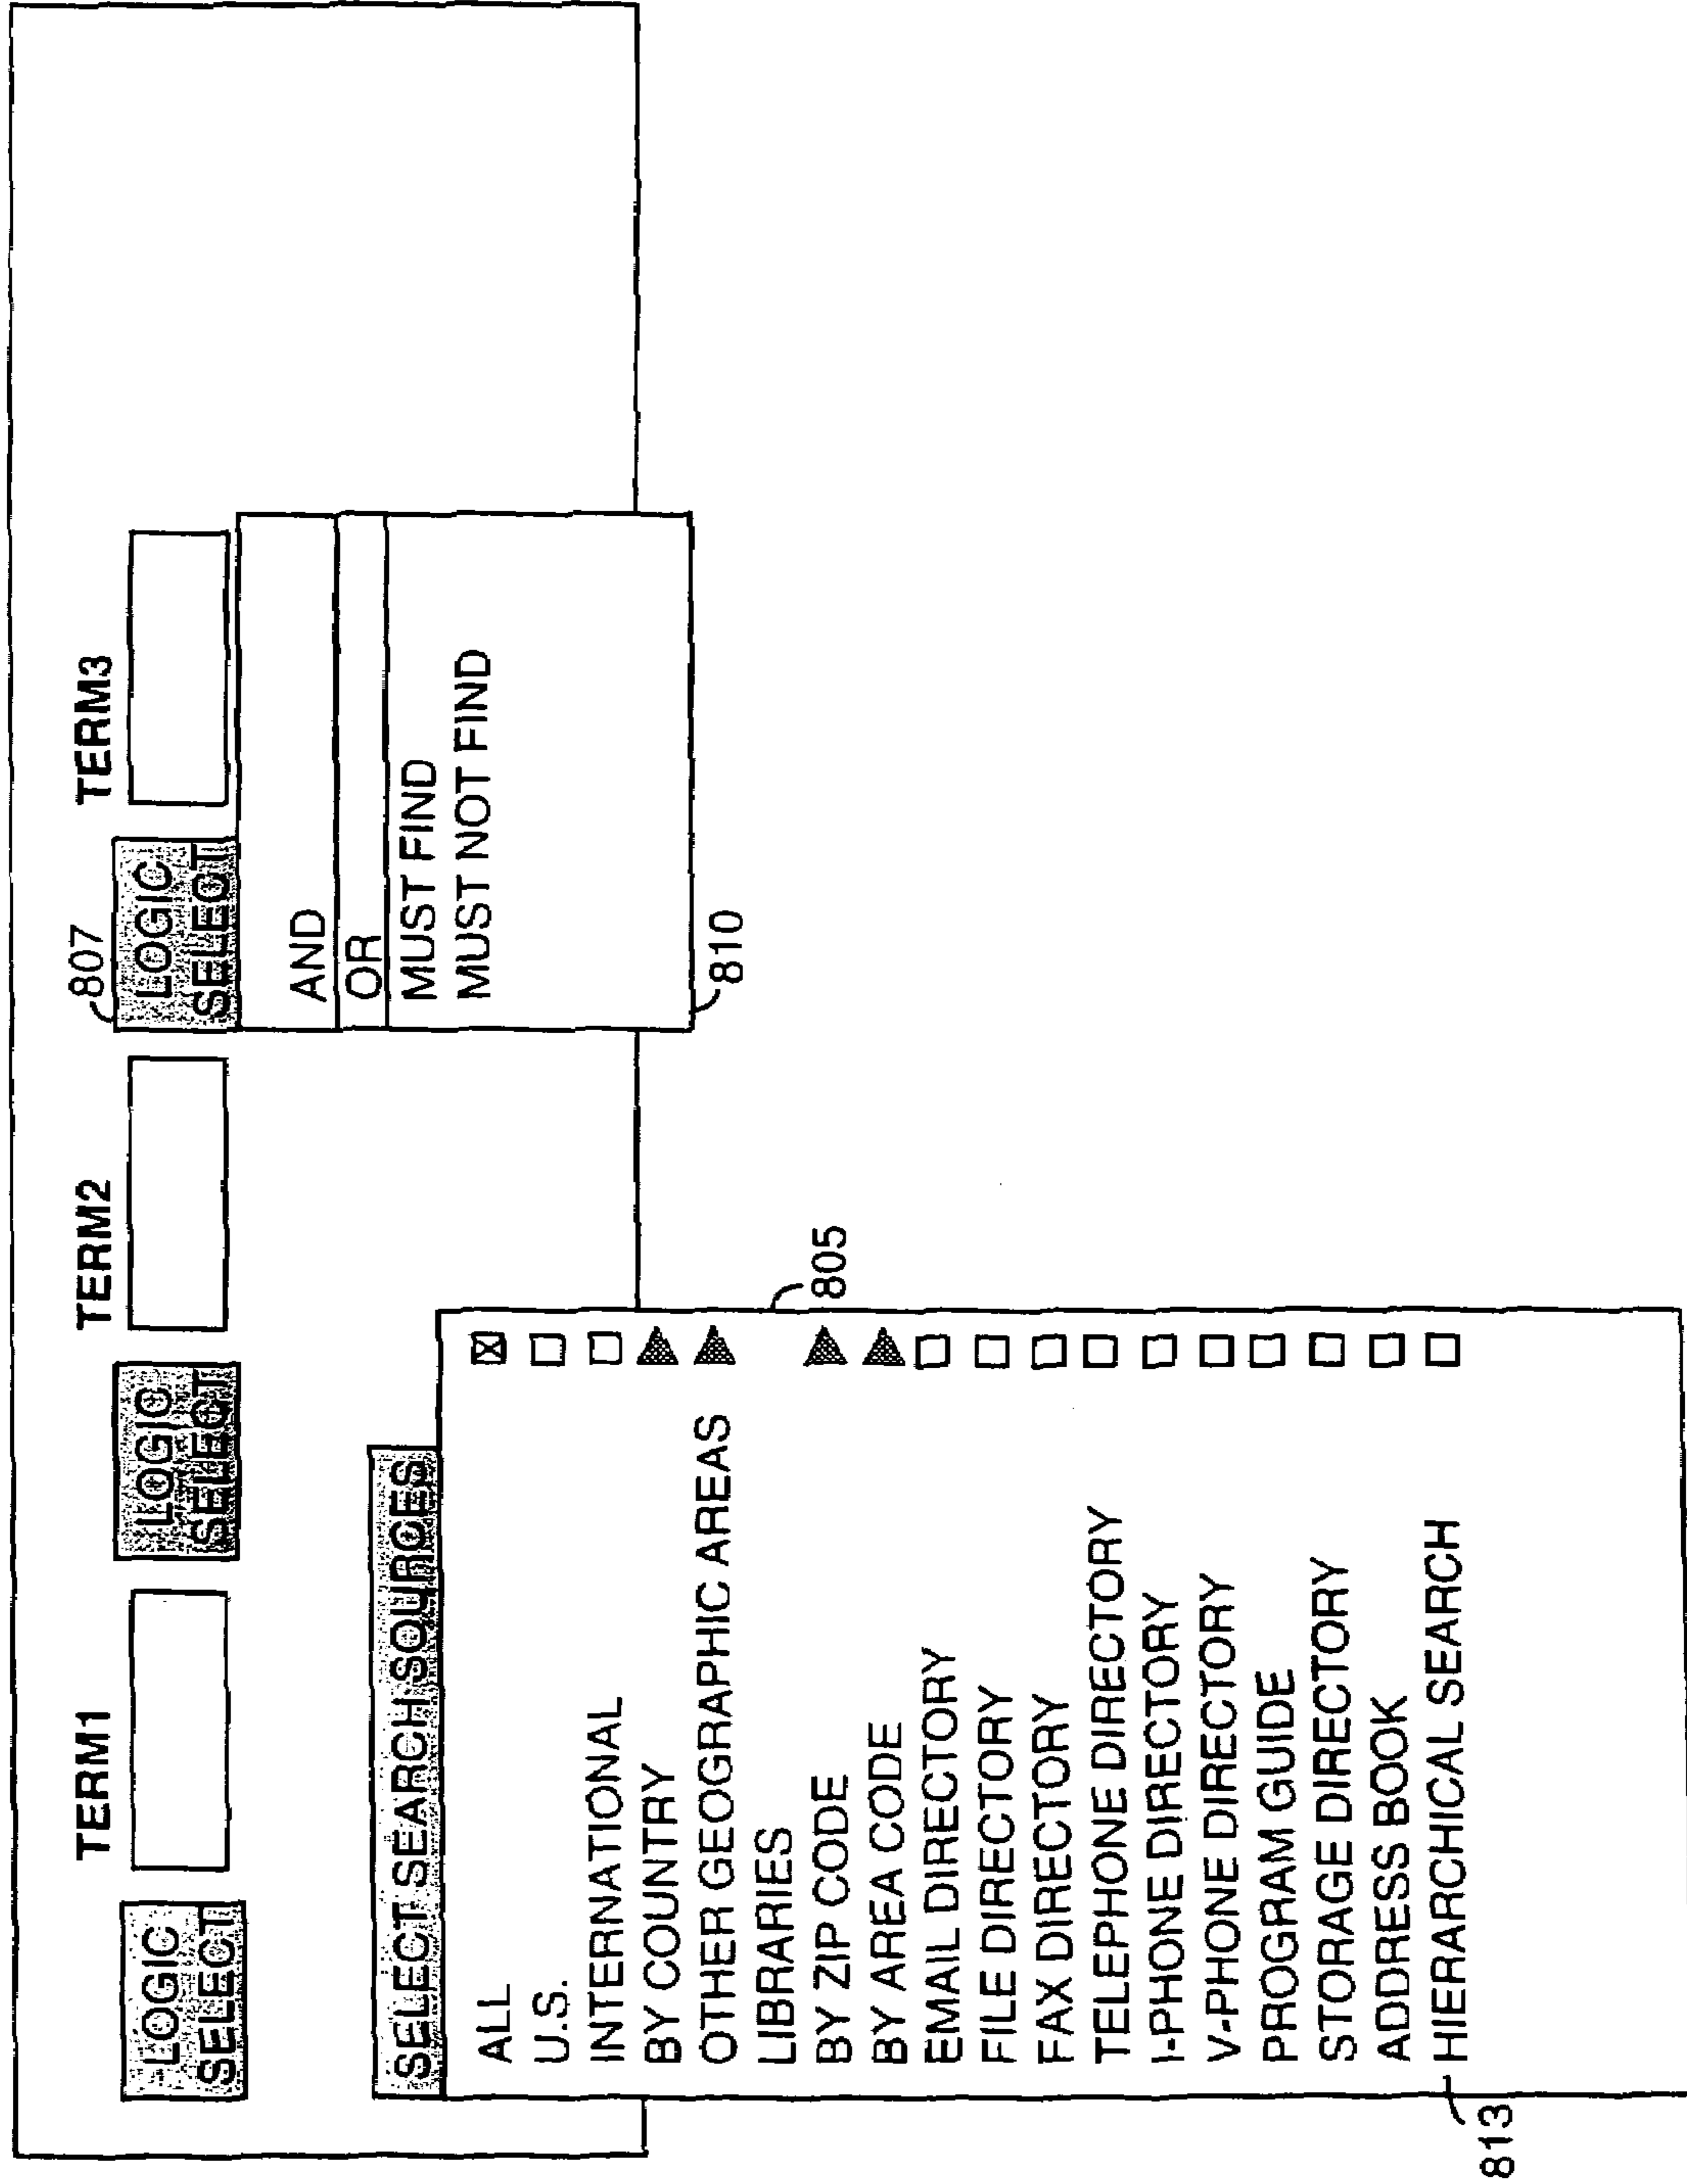 TERM1
TERM2
807
TERM3
LOGIC
SELECT
LOGIC
SELECT
LOGIC
SELECT
AND
OR
MUST FIND
MUST NOT FIND
810
SELECT SEARCH SOURCES
ALL
U.S.
INTERNATIONAL
BY COUNTRY
OTHER GEOGRAPHIC AREAS
LIBRARIES
BY ZIP CODE
BY AREA CODE
EMAIL DIRECTORY
FILE DIRECTORY
FAX DIRECTORY
TELEPHONE DIRECTORY
I-PHONE DIRECTORY
V-PHONE DIRECTORY
PROGRAM GUIDE
STORAGE DIRECTORY
ADDRESS BOOK
HIERARCHICAL SEARCH
805
813